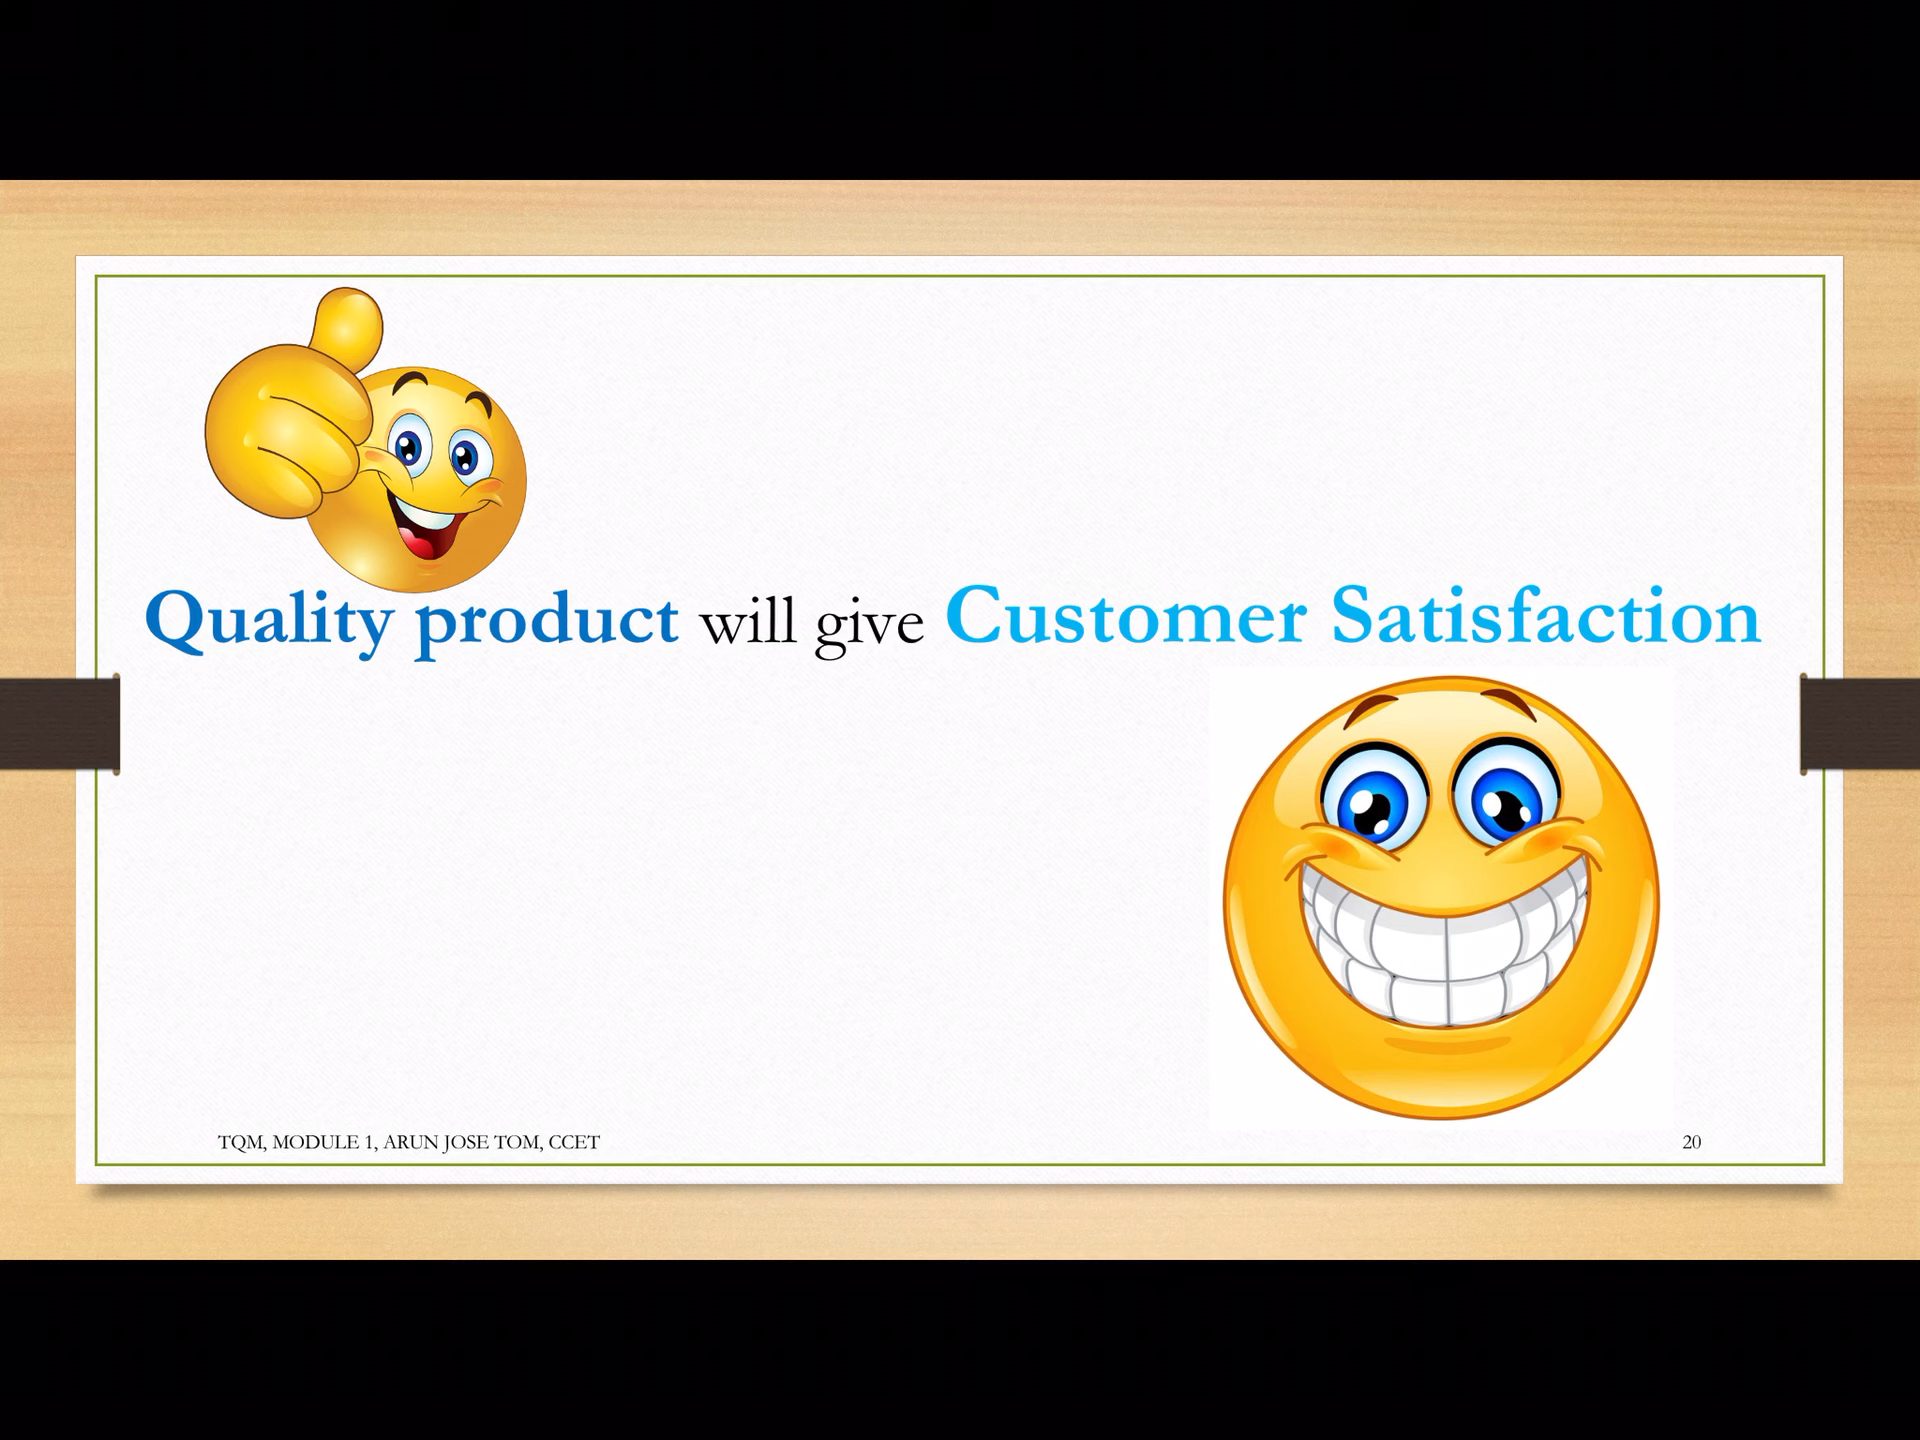 Quality product will give Customer Satisfaction
TQM, MODULE 1, ARUN JOSE TOM, CCET
20